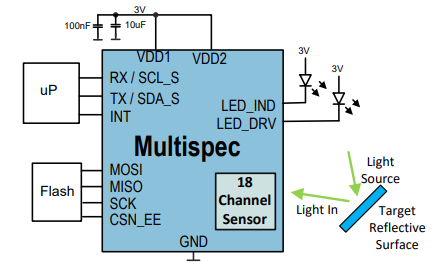 3V
100nF
10uF
VDD1
VDD2
3V
3V
uP
RX / SCL_S
TX / SDA_S
INT
LED_IND
LED_DRV
Multispec
Flash
MOSI
MISO
SCK
CSN_EE
18
Channel
Sensor
GND
Light
Source
Light In
Target
Reflective
Surface